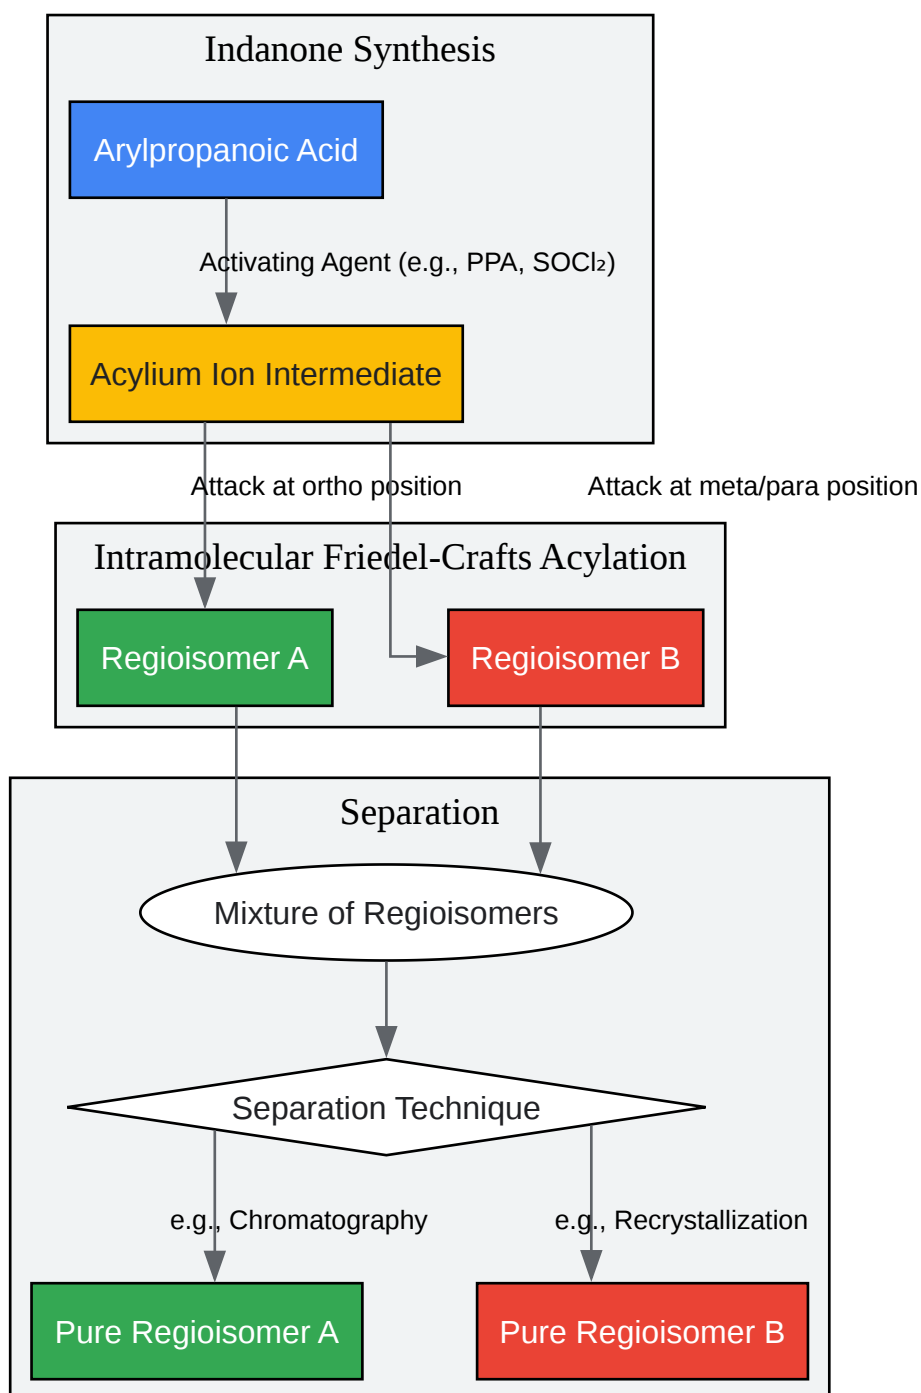 Indanone Synthesis
Arylpropanoic Acid
Activating Agent (e.g., PPA, SOCl₂)
Acylium Ion Intermediate
Attack at ortho position
Attack at meta/para position
Intramolecular Friedel-Crafts Acylation
Regioisomer A
Regioisomer B
Separation
Mixture of Regioisomers
Separation Technique
e.g., Chromatography
e.g., Recrystallization
Pure Regioisomer A
Pure Regioisomer B